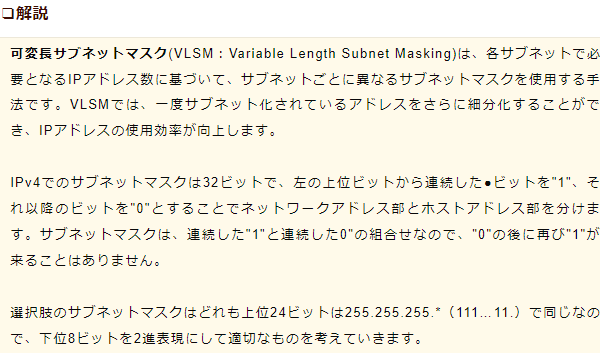 ❏解説
可変長サブネットマスク(VLSM：Variable Length Subnet Masking)は、各サブネットで必
要となるIPアドレス数に基づいて、サブネットごとに異なるサブネットマスクを使用する手
法です。VLSMでは、一度サブネット化されているアドレスをさらに細分化することがで
き、IPアドレスの使用効率が向上します。
IPv4でのサブネットマスクは32ビットで、左の上位ビットから連続した●ビットを"1"、そ
れ以降のビットを"0"とすることでネットワークアドレス部とホストアドレス部を分けま
す。サブネットマスクは、連続した"1"と連続した0"の組合せなので、"0"の後に再び"1"が
来ることはありません。
選択肢のサブネットマスクはどれも上位24ビットは255.255.255.*（111…11.）で同じなの
で、下位8ビットを2進表現にして適切なものを考えていきます。